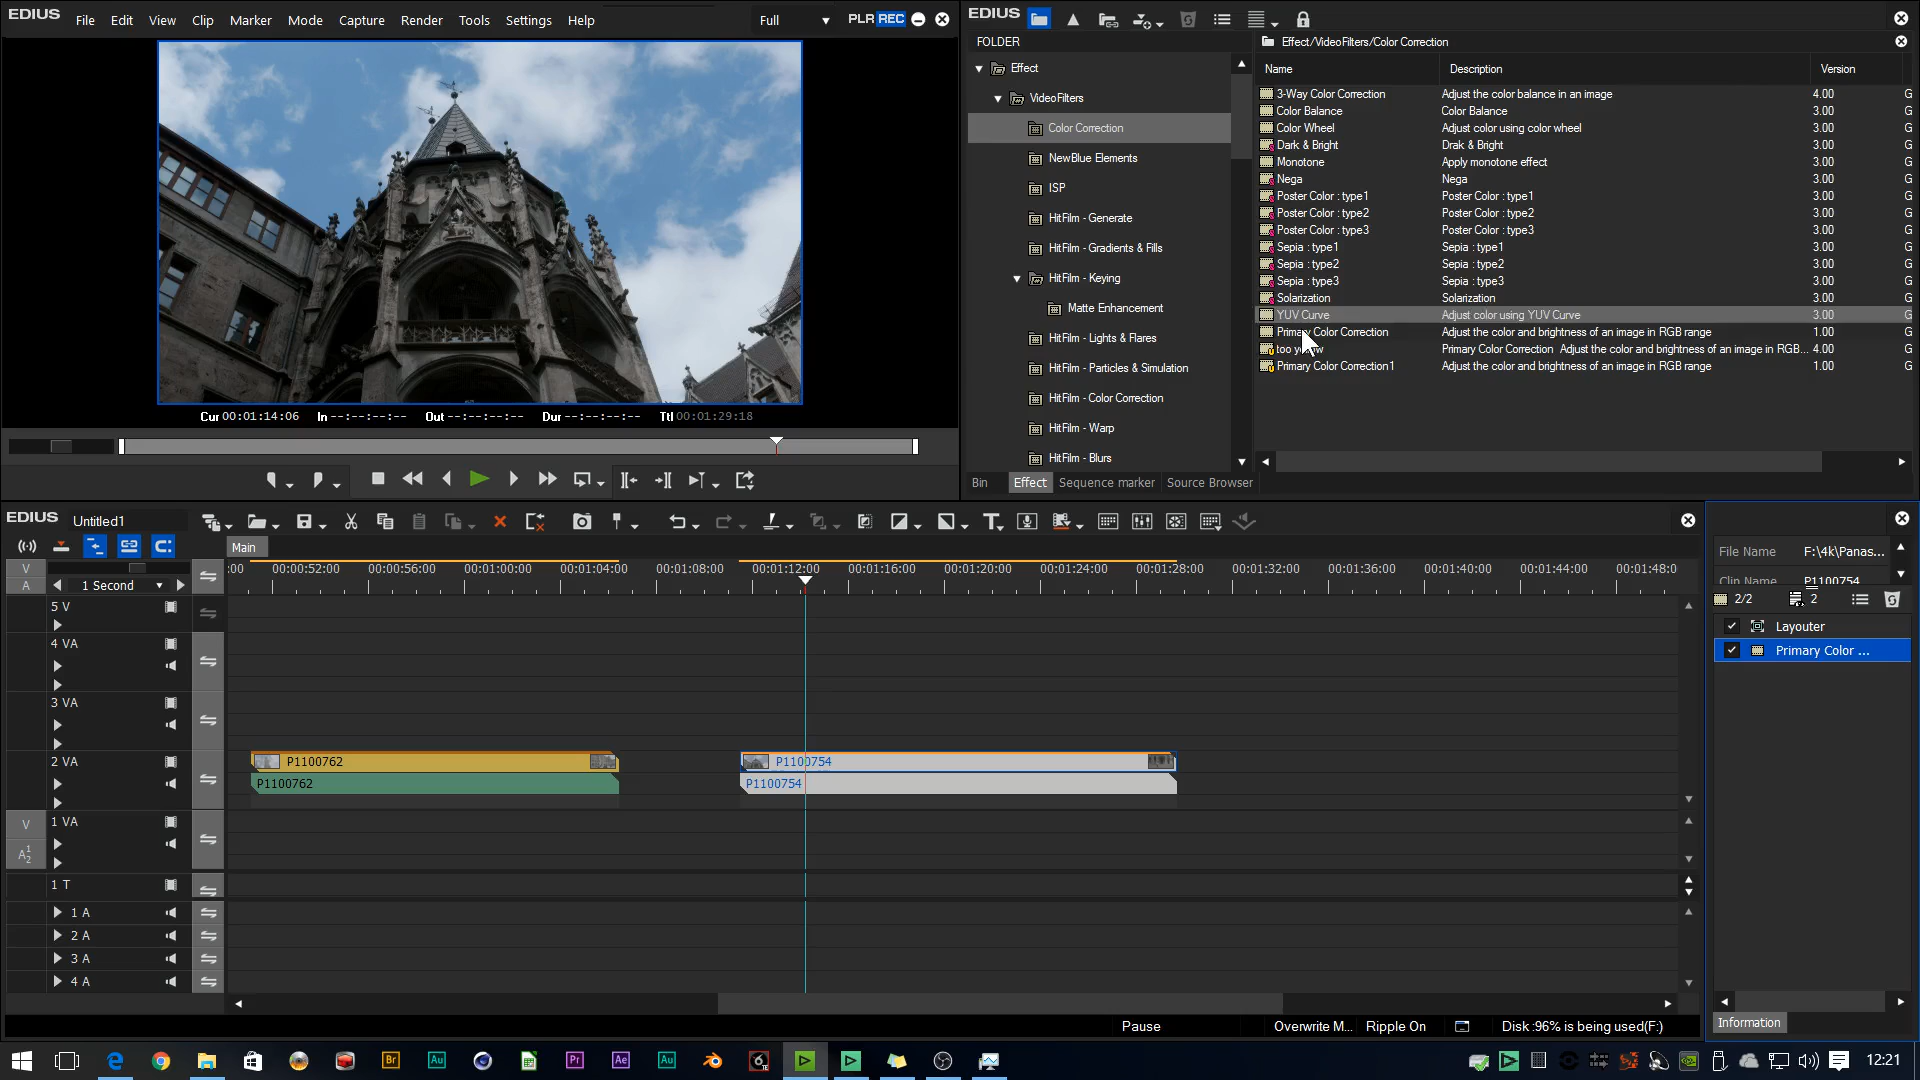 EDIUS File Edit View Clip Marker Mode Capture Render Tools Settings Help Full PLR REC
Cur 00:01:14:06 In --:--:--:-- Out --:--:--:-- Dur --:--:--:-- Ttl 00:01:29:18
EDIUS
FOLDER
Effect
VideoFilters
Color Correction
NewBlue Elements
ISP
HitFilm - Generate
HitFilm - Gradients & Fills
HitFilm - Keying
Matte Enhancement
HitFilm - Lights & Flares
HitFilm - Particles & Simulation
HitFilm - Color Correction
HitFilm - Warp
HitFilm - Blurs
Effect/VideoFilters/Color Correction
Name Description Version
3-Way Color Correction Adjust the color balance in an image 4.00 G
Color Balance Color Balance 3.00 G
Color Wheel Adjust color using color wheel 3.00 G
Dark & Bright Drak & Bright 3.00 G
Monotone Apply monotone effect 3.00 G
Nega Nega 3.00 G
Poster Color : type1 Poster Color : type1 3.00 G
Poster Color : type2 Poster Color : type2 3.00 G
Poster Color : type3 Poster Color : type3 3.00 G
Sepia : type1 Sepia : type1 3.00 G
Sepia : type2 Sepia : type2 3.00 G
Sepia : type3 Sepia : type3 3.00 G
Solarization Solarization 3.00 G
YUV Curve Adjust color using YUV Curve 3.00 G
Primary Color Correction Adjust the color and brightness of an image in RGB range 1.00 G
too Primary Color Correction Adjust the color and brightness of an image in RGB... 4.00 G
Primary Color Correction1 Adjust the color and brightness of an image in RGB range 1.00 G
Bin Effect Sequence marker Source Browser
EDIUS Untitled1
Main
V
A 1 Second
:00 00:00:52:00 00:00:56:00 00:01:00:00 00:01:04:00 00:01:08:00 00:01:12:00 00:01:16:00 00:01:20:00 00:01:24:00 00:01:28:00 00:01:32:00 00:01:36:00 00:01:40:00 00:01:44:00 00:01:48:0
5 V
4 VA
3 VA
2 VA
P1100762 P1100754
P1100762 P1100754
V 1 VA
A 1 2
1 T
1 A
2 A
3 A
4 A
File Name F:\4k\Panas...
Clip Name P1100754
2/2 2
Layouter
Primary Color ...
Information
Pause Overwrite M... Ripple On Disk :96% is being used(F:)
Br Au Pr Ae Au 6 TE 12:21